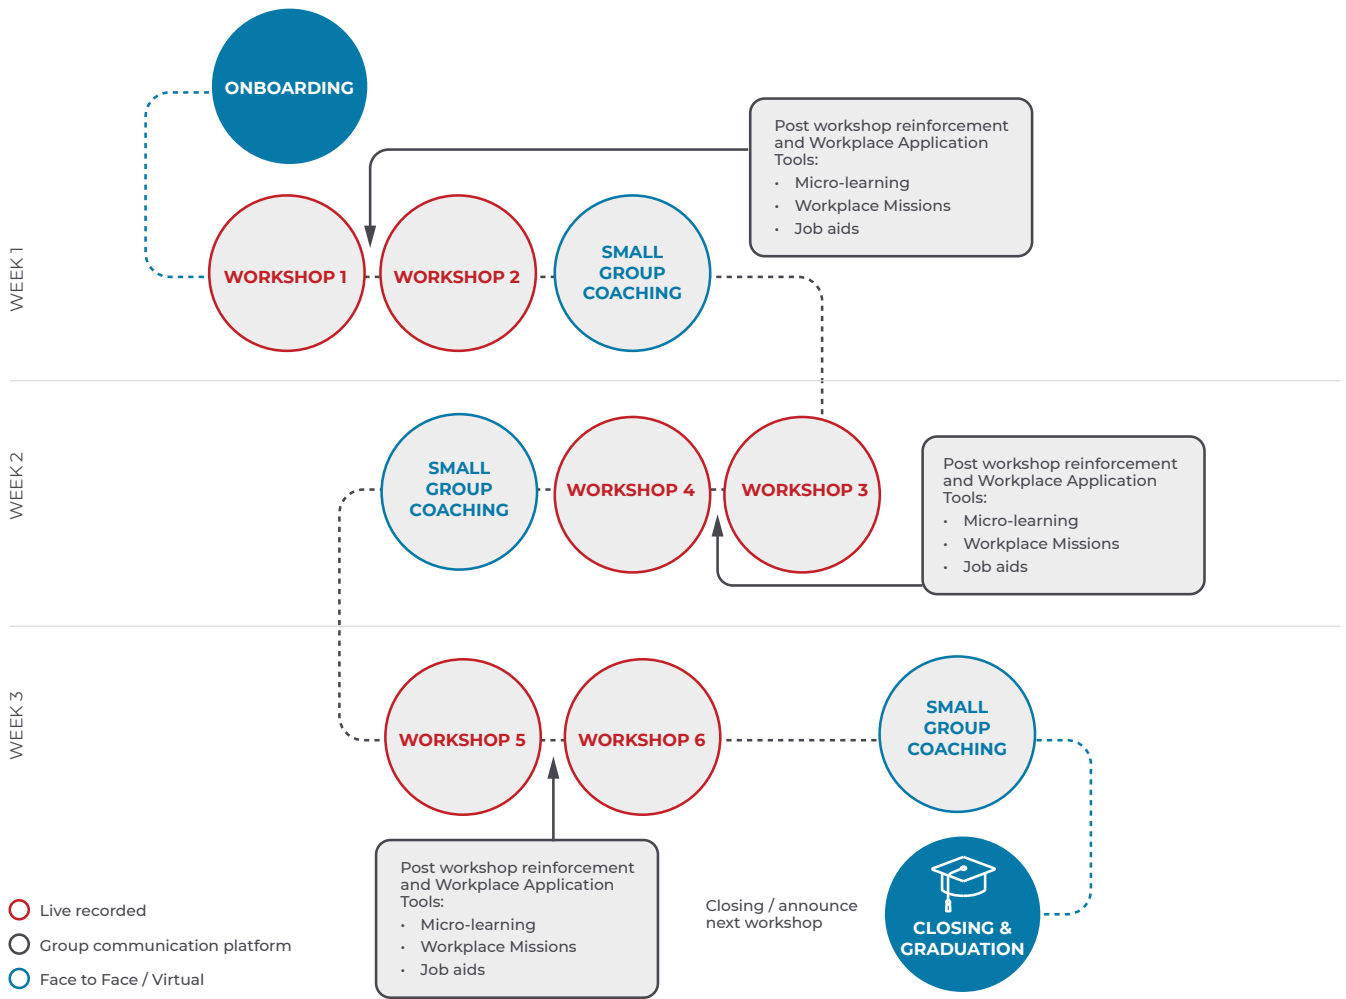 ONBOARDING
Post workshop reinforcement
and Workplace Application
Tools:
• Micro-learning
• Workplace Missions
• Job aids
WEEK 1
WORKSHOP 1
WORKSHOP 2
SMALL
GROUP
COACHING
WEEK 2
SMALL
GROUP
COACHING
WORKSHOP 4
WORKSHOP 3
Post workshop reinforcement
and Workplace Application
Tools:
• Micro-learning
• Workplace Missions
• Job aids
WEEK 3
WORKSHOP 5
WORKSHOP 6
SMALL
GROUP
COACHING
Post workshop reinforcement
and Workplace Application
Tools:
• Micro-learning
• Workplace Missions
• Job aids
Closing / announce
next workshop
CLOSING &
GRADUATION
Live recorded
Group communication platform
Face to Face / Virtual